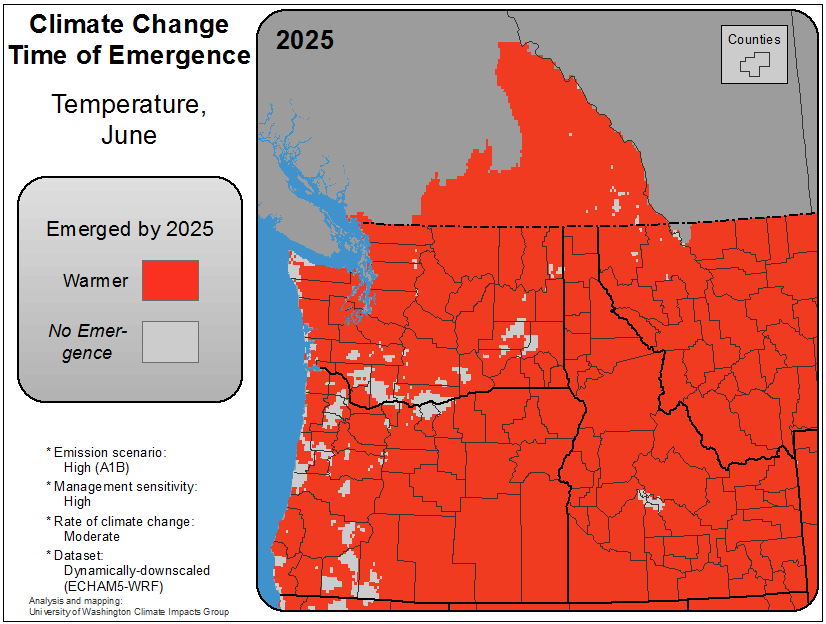 Climate Change
Time of Emergence
Temperature,
June
Emerged by 2025
Warmer
No Emer-
gence
* Emission scenario:
High (A1B)
* Management sensitivity:
High
* Rate of climate change:
Moderate
* Dataset:
Dynamically-downscaled
(ECHAM5-WRF)
Analysis and mapping:
University of Washington Climate Impacts Group
2025
Counties